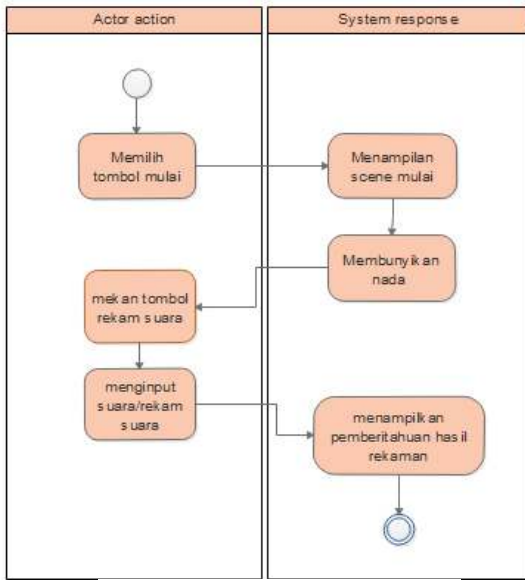 Actor action
System response
Memilih
tombol mulai
Menampilan
scene mulai
Membunyikan
nada
mekan tombol
rekam suara
menginput
suara/rekam
suara
menampilkan
pemberitahuan hasil
rekaman